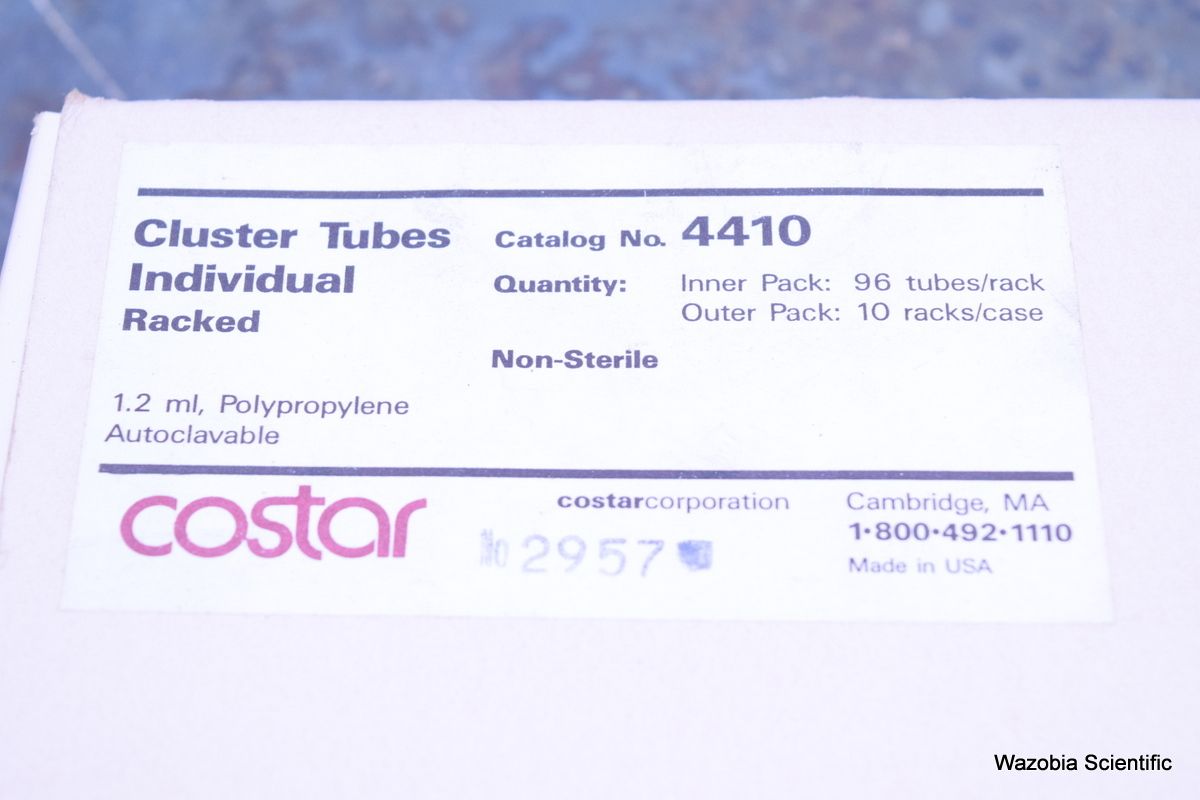 Cluster Tubes
Individual
Racked
Catalog No. 4410
Quantity: Inner Pack: 96 tubes/rack
Outer Pack: 10 racks/case
Non-Sterile
1.2 ml, Polypropylene
Autoclavable
costar
costarcorporation
2957
Cambridge, MA
1·800·492·1110
Made in USA
Wazobia Scientific